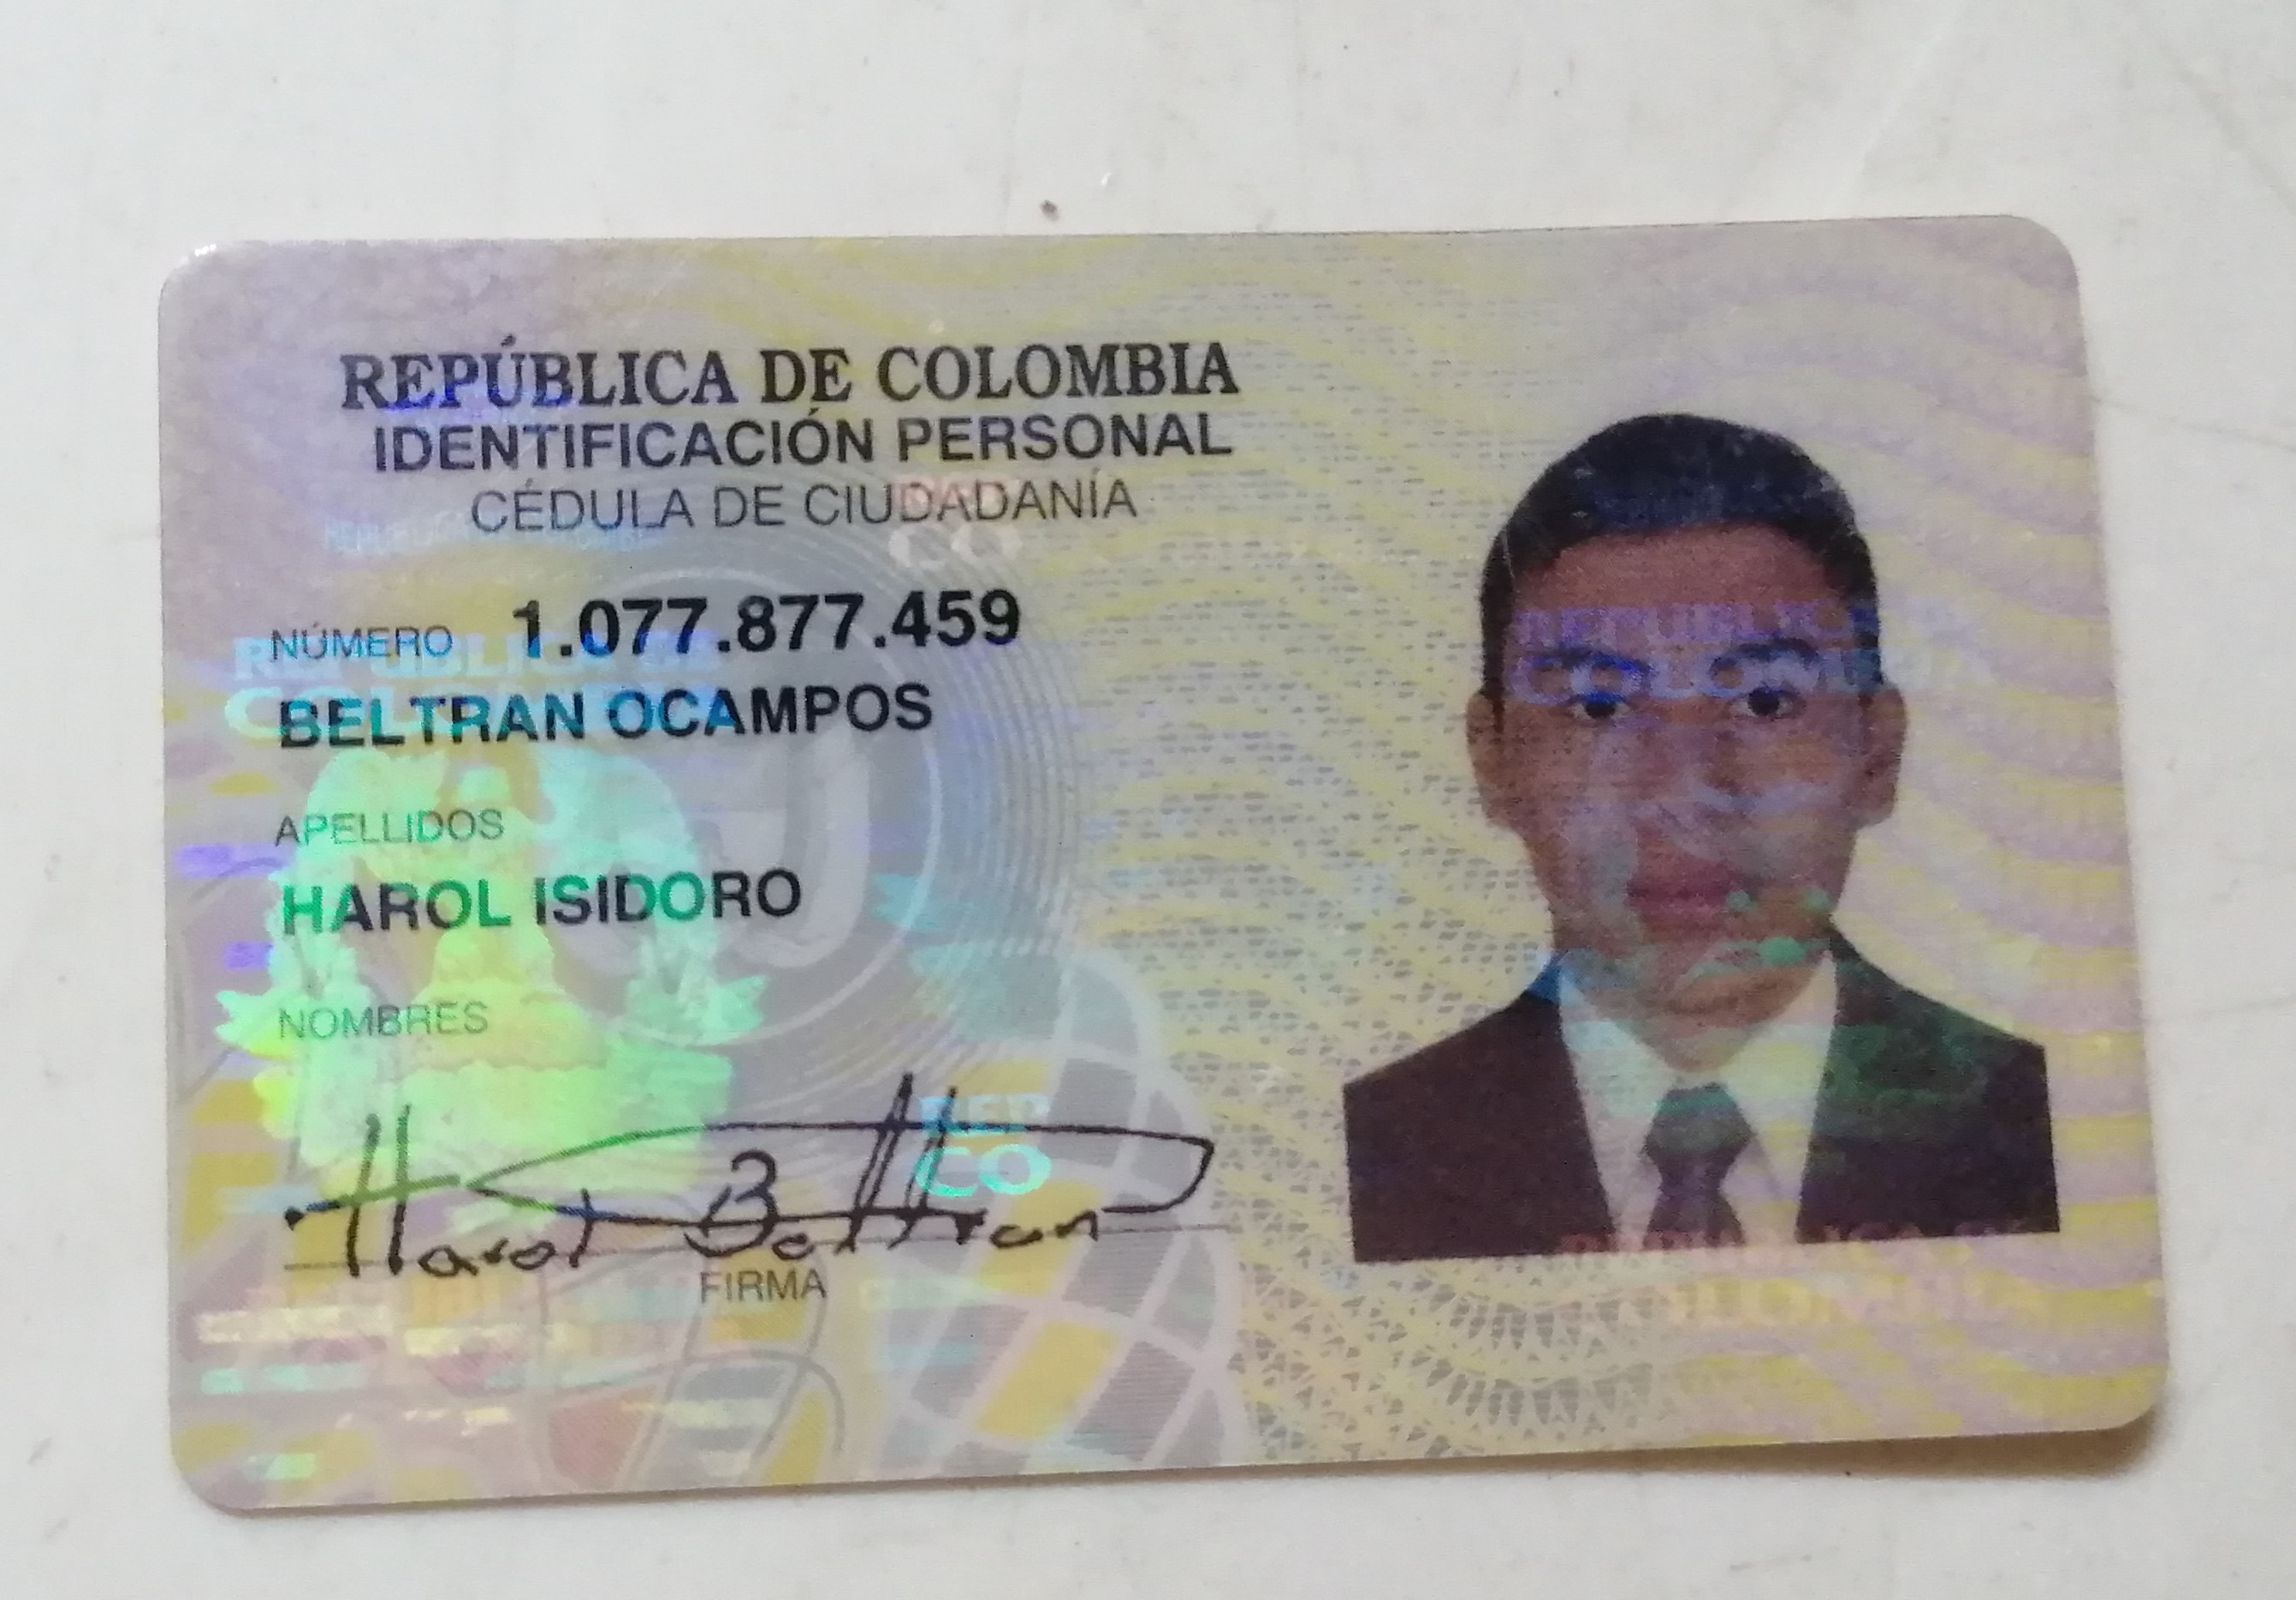 REPÚBLICA DE COLOMBIA
IDENTIFICACIÓN PERSONAL
CÉDULA DE CIUDADANÍA
NÚMERO 1.077.877.459
BELTRAN OCAMPOS
APELLIDOS
HAROL ISIDORO
NOMBRES
Harol Beltran
FIRMA